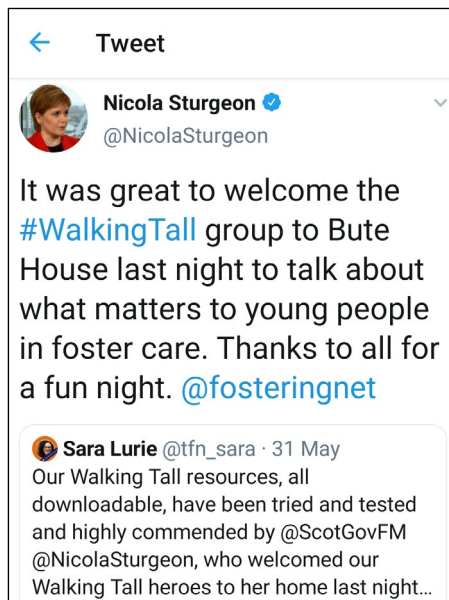 Tweet
Nicola Sturgeon
@NicolaSturgeon
It was great to welcome the
#WalkingTall group to Bute
House last night to talk about
what matters to young people
in foster care. Thanks to all for
a fun night. @fosteringnet
Sara Lurie @tfn_sara · 31 May
Our Walking Tall resources, all
downloadable, have been tried and tested
and highly commended by @ScotGovFM
@NicolaSturgeon, who welcomed our
Walking Tall heroes to her home last night...